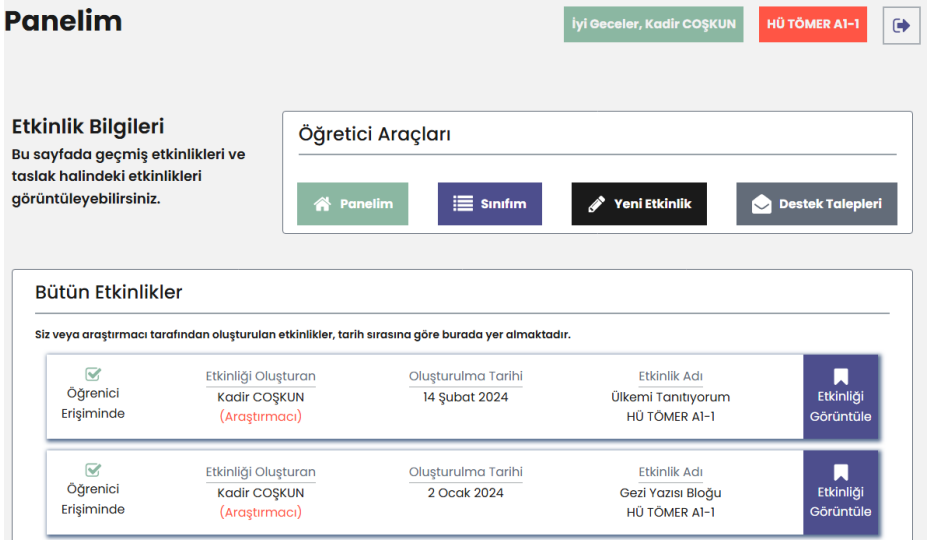 Panelim
İyi Geceler, Kadir COŞKUN
HÜ TÖMER A1-1
Etkinlik Bilgileri
Bu sayfada geçmiş etkinlikleri ve
taslak halindeki etkinlikleri
görüntüleyebilirsiniz.
Öğretici Araçları
Panelim
Sınıfım
Yeni Etkinlik
Destek Talepleri
Bütün Etkinlikler
Siz veya araştırmacı tarafından oluşturulan etkinlikler, tarih sırasına göre burada yer almaktadır.
Öğrenici
Erişiminde
Etkinliği Oluşturan
Kadir COŞKUN
(Araştırmacı)
Oluşturulma Tarihi
14 Şubat 2024
Etkinlik Adı
Ülkemi Tanıtıyorum
HÜ TÖMER A1-1
Etkinliği
Görüntüle
Öğrenici
Erişiminde
Etkinliği Oluşturan
Kadir COŞKUN
(Araştırmacı)
Oluşturulma Tarihi
2 Ocak 2024
Etkinlik Adı
Gezi Yazısı Bloğu
HÜ TÖMER A1-1
Etkinliği
Görüntüle